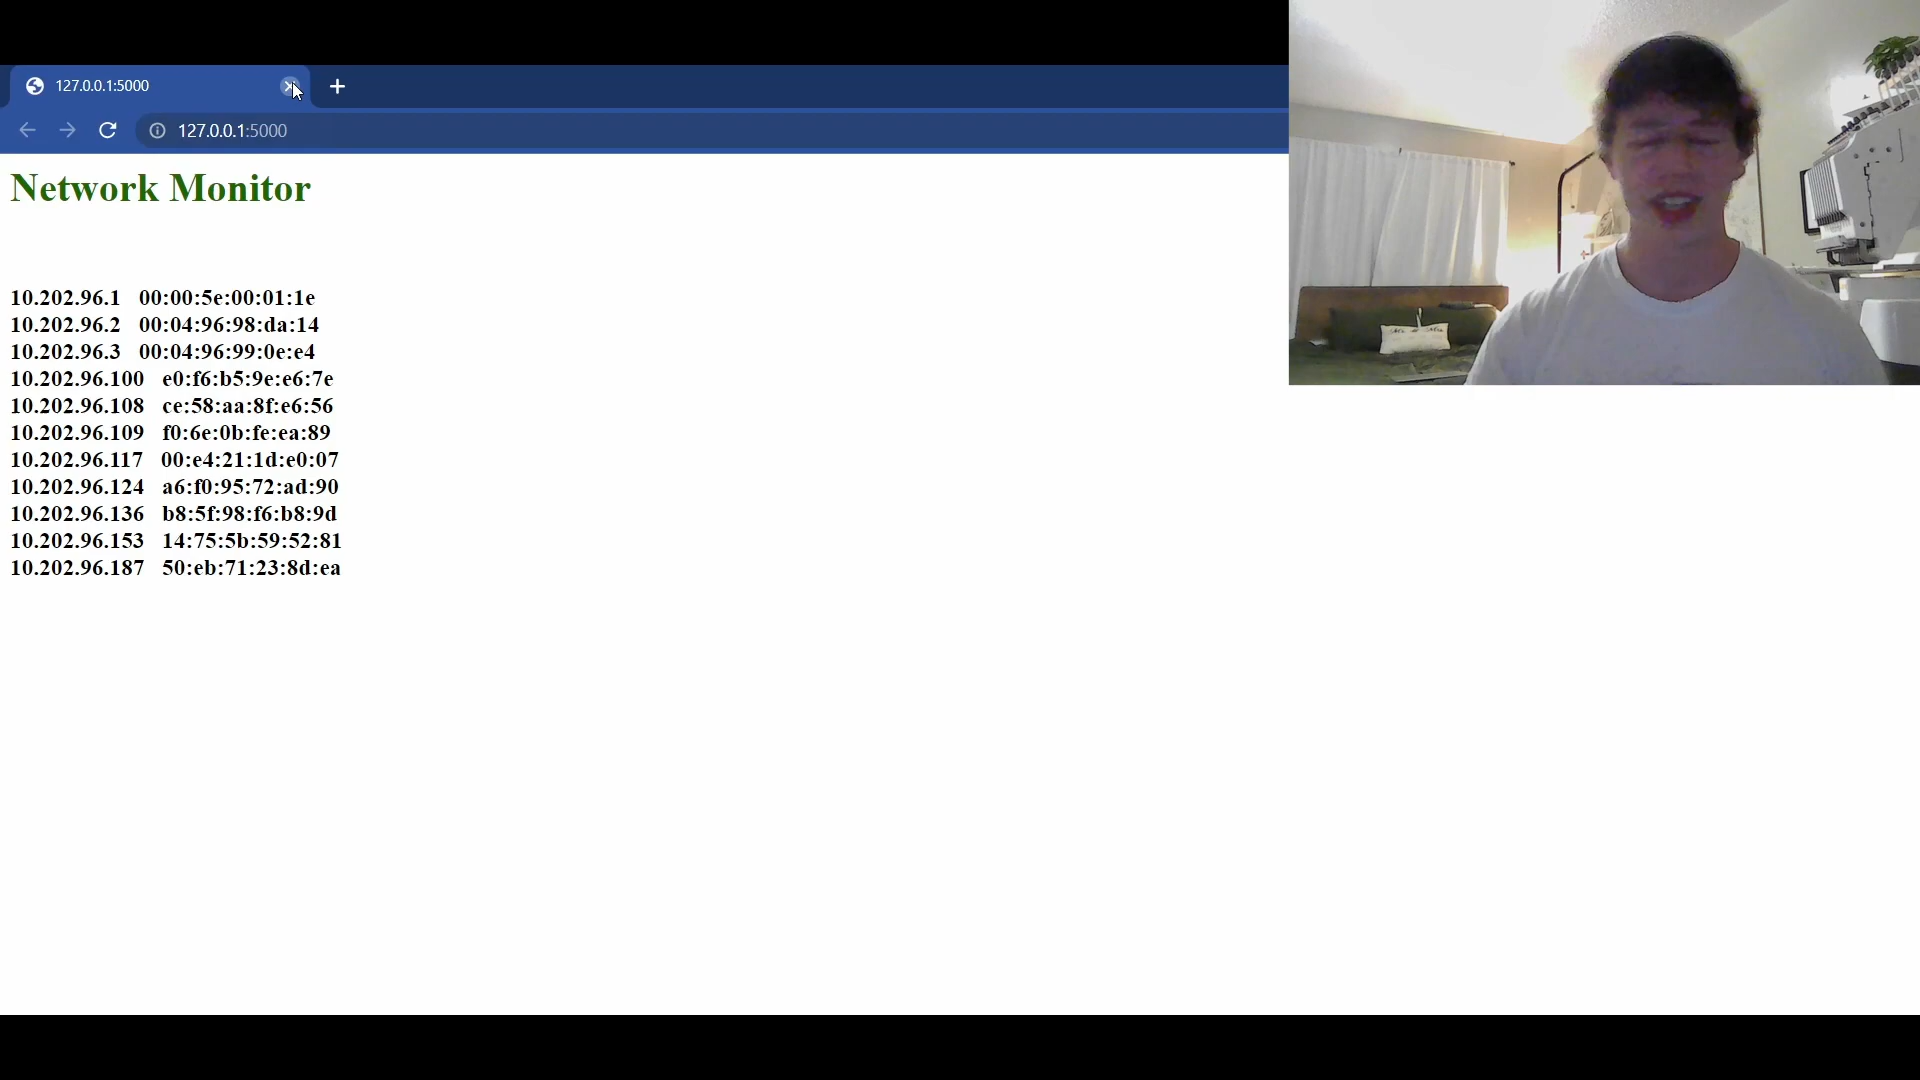 127.0.0.1:5000
127.0.0.1:5000
Network Monitor
10.202.96.1 00:00:5e:00:01:1e
10.202.96.2 00:04:96:98:da:14
10.202.96.3 00:04:96:99:0e:e4
10.202.96.100 e0:f6:b5:9e:e6:7e
10.202.96.108 ce:58:aa:8f:e6:56
10.202.96.109 f0:6e:0b:fe:ea:89
10.202.96.117 00:e4:21:1d:e0:07
10.202.96.124 a6:f0:95:72:ad:90
10.202.96.136 b8:5f:98:f6:b8:9d
10.202.96.153 14:75:5b:59:52:81
10.202.96.187 50:eb:71:23:8d:ea